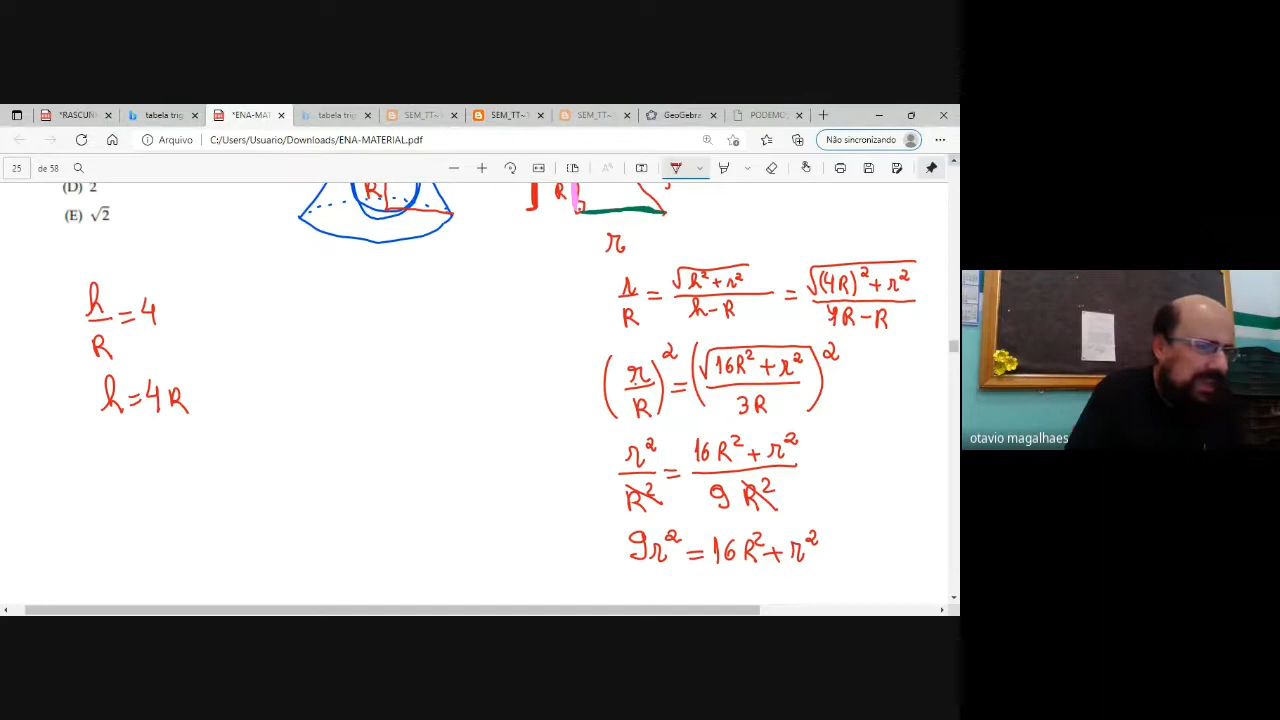 *RASCUN
tabela trig
*ENA-MAT
tabela trig
SEM_TT~
SEM_TT~
SEM_TT~
GeoGebra
PODEMO
Arquivo C:/Users/Usuario/Downloads/ENA-MATERIAL.pdf
Não sincronizando
25 de 58
(D) 2
(E) √2
R
R
r
h/R = 4
h = 4R
r/R = √(h² + r²)/(h - R) = √((4R)² + r²)/(4R - R)
(r/R)² = (√(16R² + r²)/3R)²
r²/R² = (16R² + r²)/9R²
9r² = 16R² + r²
otavio magalhaes